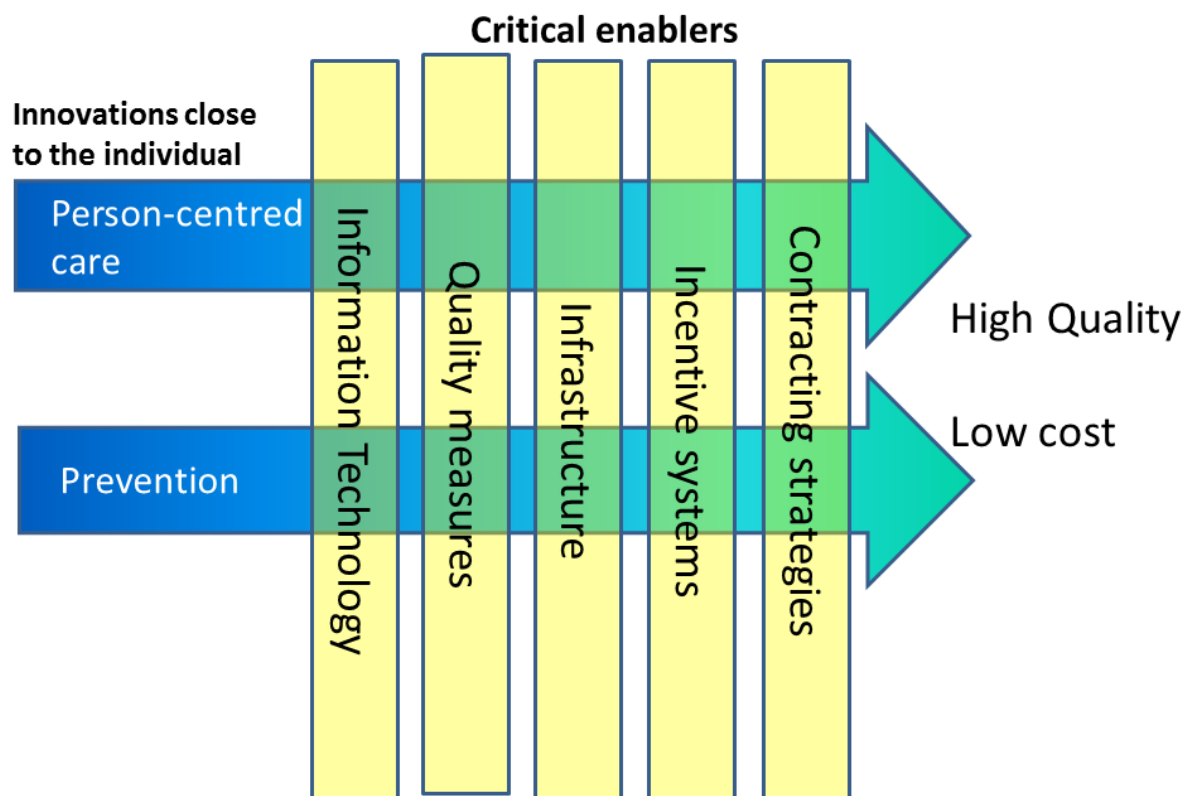 Critical enablers
Innovations close
to the individual
Person-centred
care
Prevention
Information Technology
Quality measures
Infrastructure
Incentive systems
Contracting strategies
High Quality
Low cost